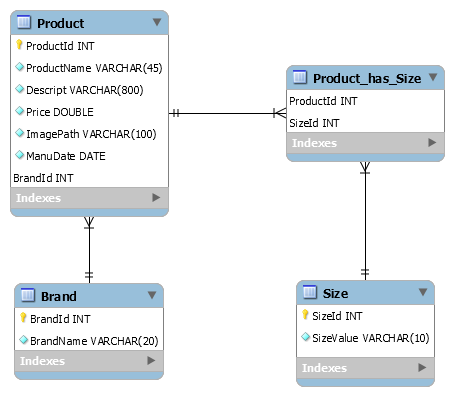 Product
ProductId INT
ProductName VARCHAR(45)
Descript VARCHAR(800)
Price DOUBLE
ImagePath VARCHAR(100)
ManuDate DATE
BrandId INT
Indexes
Product_has_Size
ProductId INT
SizeId INT
Indexes
Brand
BrandId INT
BrandName VARCHAR(20)
Indexes
Size
SizeId INT
SizeValue VARCHAR(10)
Indexes